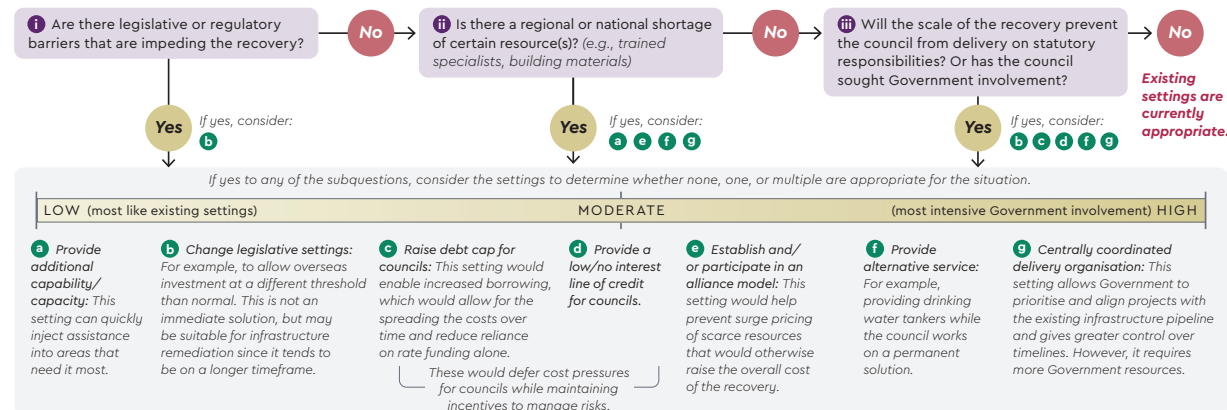 i Are there legislative or regulatory
barriers that are impeding the recovery?
No
ii Is there a regional or national shortage
of certain resource(s)? (e.g., trained
specialists, building materials)
No
iii Will the scale of the recovery prevent
the council from delivery on statutory
responsibilities? Or has the council
sought Government involvement?
No
Existing
settings are
currently
appropriate.
Yes
If yes, consider:
b
Yes
If yes, consider:
a e f g
Yes
If yes, consider:
b c d f g
If yes to any of the subquestions, consider the settings to determine whether none, one, or multiple are appropriate for the situation.
LOW (most like existing settings) MODERATE (most intensive Government involvement) HIGH
a Provide
additional
capability/
capacity: This
setting can quickly
inject assistance
into areas that
need it most.
b Change legislative settings:
For example, to allow overseas
investment at a different threshold
than normal. This is not an
immediate solution, but may
be suitable for infrastructure
remediation since it tends to
be on a longer timeframe.
c Raise debt cap for
councils: This setting would
enable increased borrowing,
which would allow for the
spreading the costs over
time and reduce reliance
on rate funding alone.
d Provide a
low/no interest
line of credit
for councils.
These would defer cost pressures
for councils while maintaining
incentives to manage risks.
e Establish and/
or participate in an
alliance model: This
setting would help
prevent surge pricing
of scarce resources
that would otherwise
raise the overall cost
of the recovery.
f Provide
alternative service:
For example,
providing drinking
water tankers while
the council works
on a permanent
solution.
g Centrally coordinated
delivery organisation: This
setting allows Government to
prioritise and align projects with
the existing infrastructure pipeline
and gives greater control over
timelines. However, it requires
more Government resources.